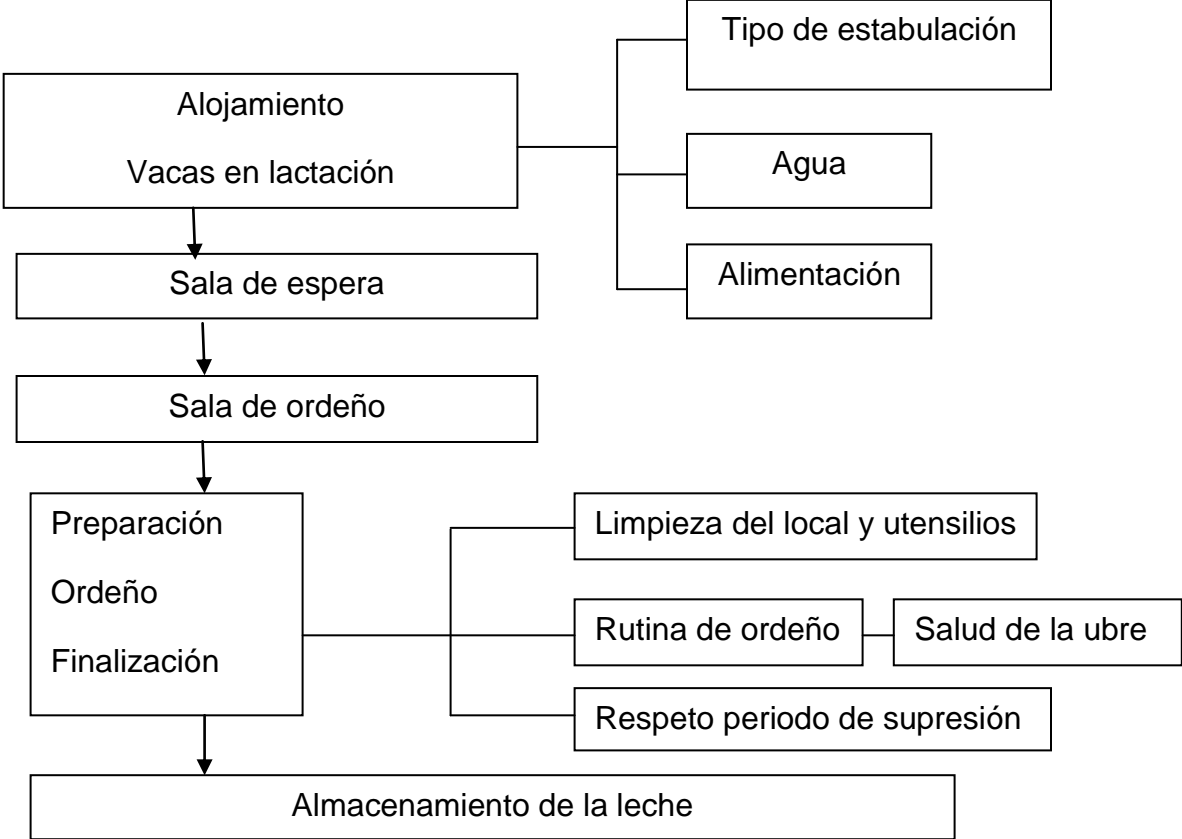 Tipo de estabulación
Alojamiento
Vacas en lactación
Agua
Alimentación
Sala de espera
Sala de ordeño
Preparación
Ordeño
Finalización
Limpieza del local y utensilios
Rutina de ordeño
Salud de la ubre
Respeto periodo de supresión
Almacenamiento de la leche